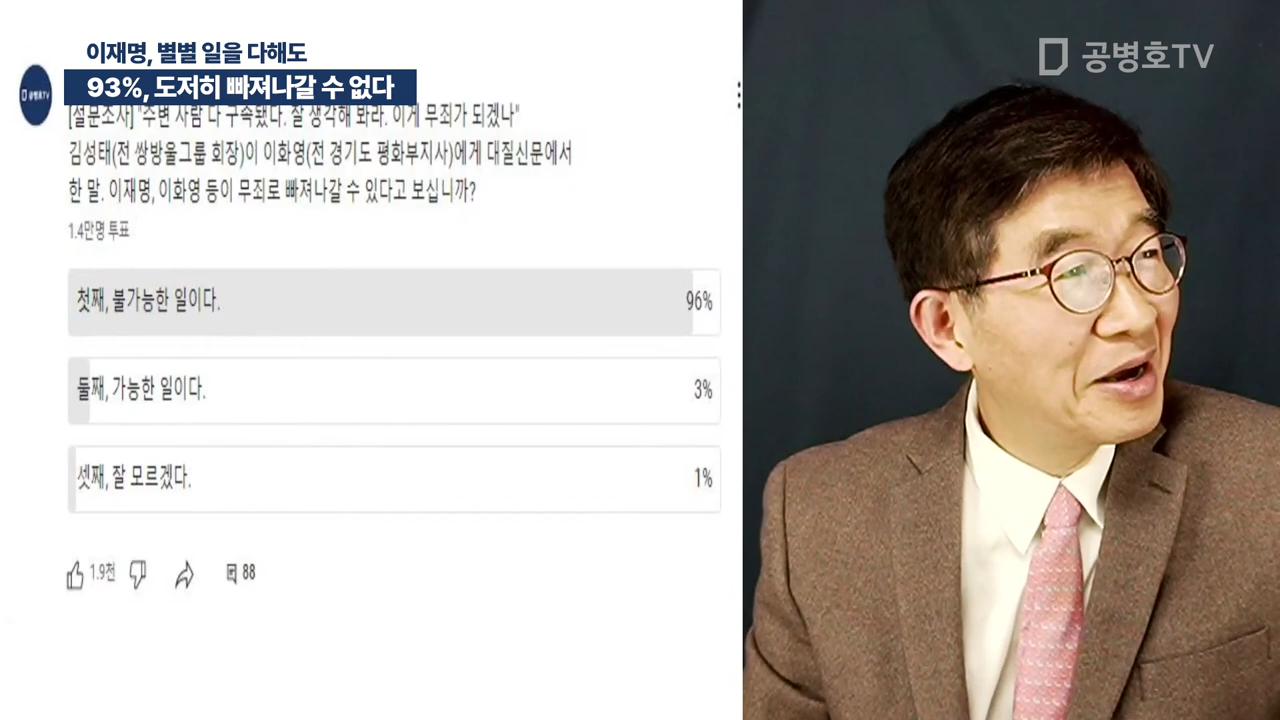 이재명, 별별 일을 다해도
93%, 도저히 빠져나갈 수 없다
공병호TV
공병호TV
[설문조사] "주변 사람 다 구속됐다. 잘 생각해 봐라. 이게 무죄가 되겠나"
김성태(전 쌍방울그룹 회장)이 이화영(전 경기도 평화부지사)에게 대질신문에서
한 말. 이재명, 이화영 등이 무죄로 빠져나갈 수 있다고 보십니까?
1.4만명 투표
첫째, 불가능한 일이다. 96%
둘째, 가능한 일이다. 3%
셋째, 잘 모르겠다. 1%
1.9천 88